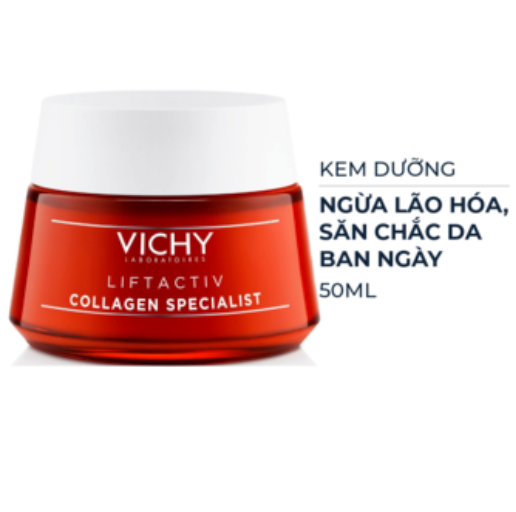 VICHY
LABORATOIRES
LIFTACTIV
COLLAGEN SPECIALIST
KEM DƯỠNG
NGỪA LÃO HÓA,
SĂN CHẮC DA
BAN NGÀY
50ML